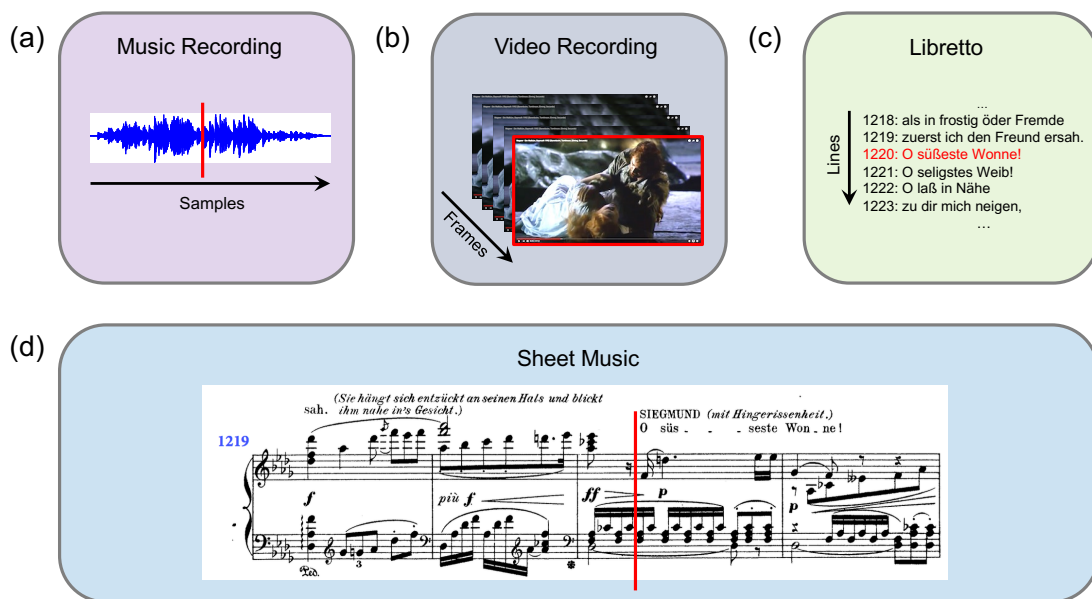 (a)
Music Recording
Samples
(b)
Video Recording
Frames
(c)
Libretto
Lines
...
1218: als in frostig öder Fremde
1219: zuerst ich den Freund ersah.
1220: O süßeste Wonne!
1221: O seligstes Weib!
1222: O laß in Nähe
1223: zu dir mich neigen,
...
(d)
Sheet Music
(Sie hängt sich entzückt an seinen Hals und blickt
sah. ihm nahe in's Gesicht.)
SIEGMUND (mit Hingerissenheit.)
O süs - - - seste Won - ne!
1219
f più f ff p p
3
Ped.